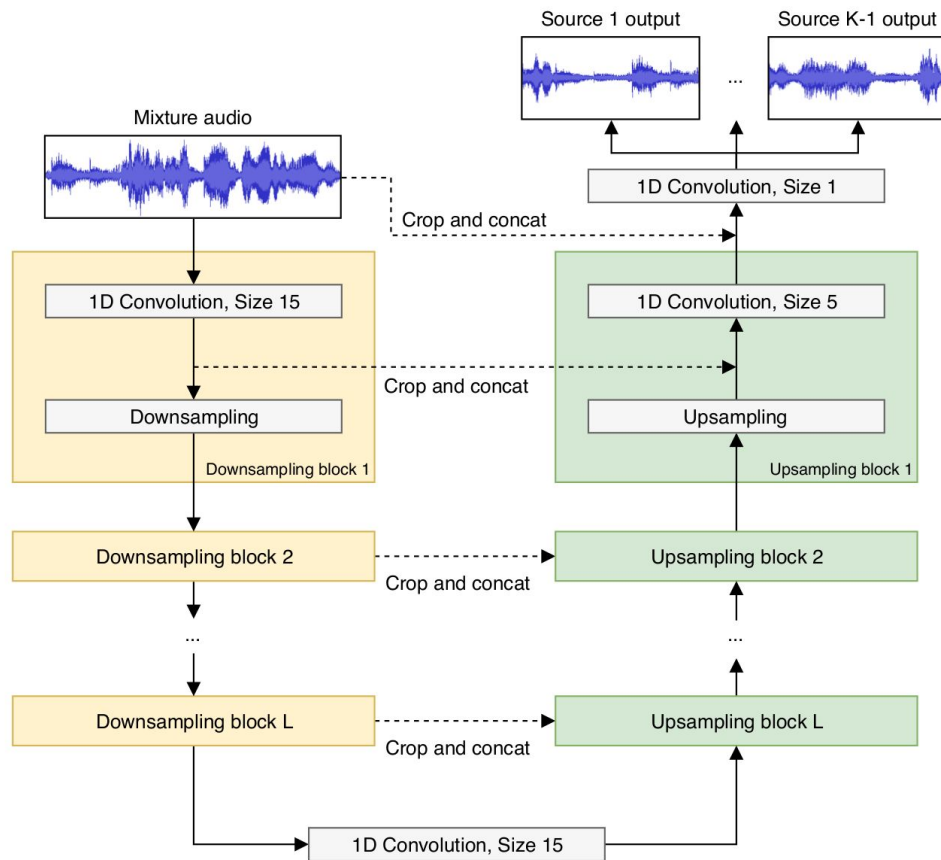 Source 1 output
Source K-1 output
...
Mixture audio
1D Convolution, Size 1
Crop and concat
1D Convolution, Size 15
1D Convolution, Size 5
Crop and concat
Downsampling
Upsampling
Downsampling block 1
Upsampling block 1
Downsampling block 2
Upsampling block 2
Crop and concat
...
...
Downsampling block L
Upsampling block L
Crop and concat
1D Convolution, Size 15